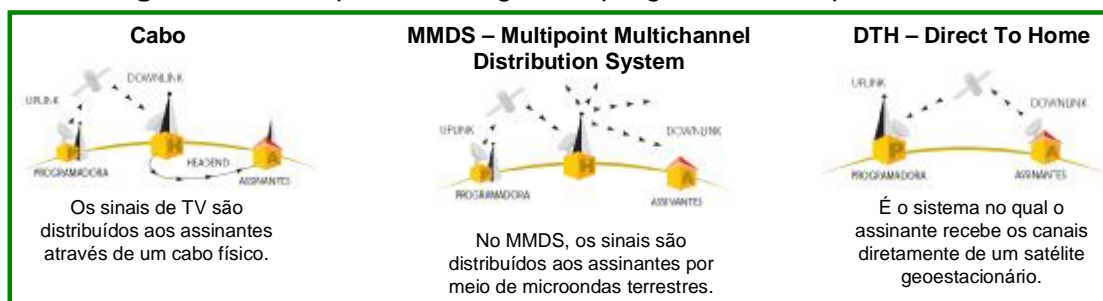 Cabo
UPLINK
DOWNLINK
P
H
A
PROGRAMADORA
HEADEND
ASSINANTES
Os sinais de TV são
distribuídos aos assinantes
através de um cabo físico.
MMDS – Multipoint Multichannel
Distribution System
UPLINK
DOWNLINK
P
H
A
PROGRAMADORA
ASSINANTES
No MMDS, os sinais são
distribuídos aos assinantes por
meio de microondas terrestres.
DTH – Direct To Home
UPLINK
DOWNLINK
P
A
PROGRAMADORA
ASSINANTES
É o sistema no qual o
assinante recebe os canais
diretamente de um satélite
geoestacionário.